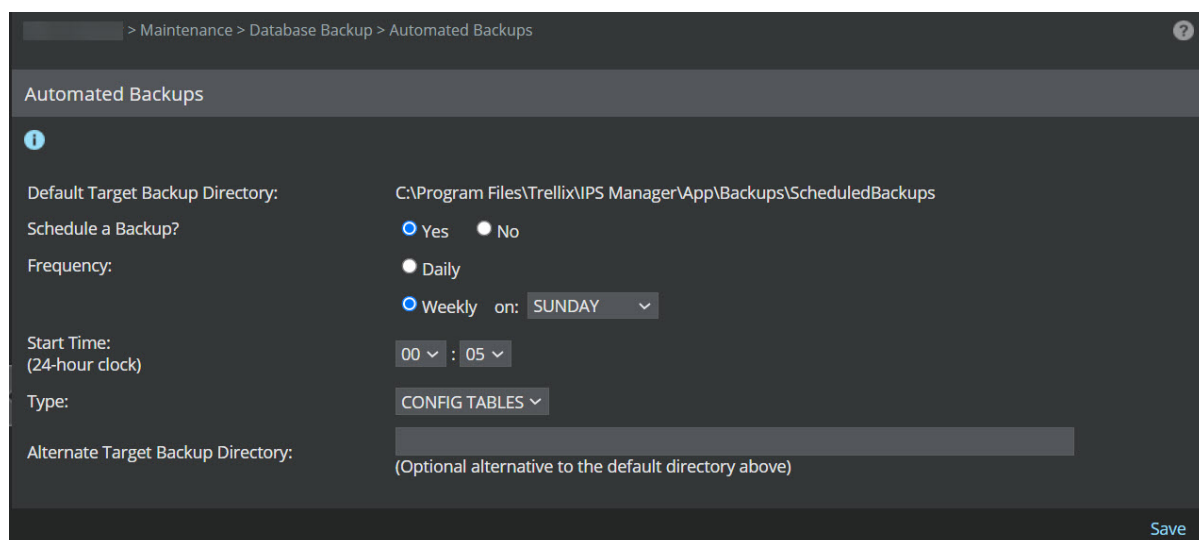 > Maintenance > Database Backup > Automated Backups
?
Automated Backups
i
Default Target Backup Directory: C:\Program Files\Trellix\IPS Manager\App\Backups\ScheduledBackups
Schedule a Backup? Yes No
Frequency: Daily
Weekly on: SUNDAY
Start Time:
(24-hour clock) 00 : 05
Type: CONFIG TABLES
Alternate Target Backup Directory:
(Optional alternative to the default directory above)
Save